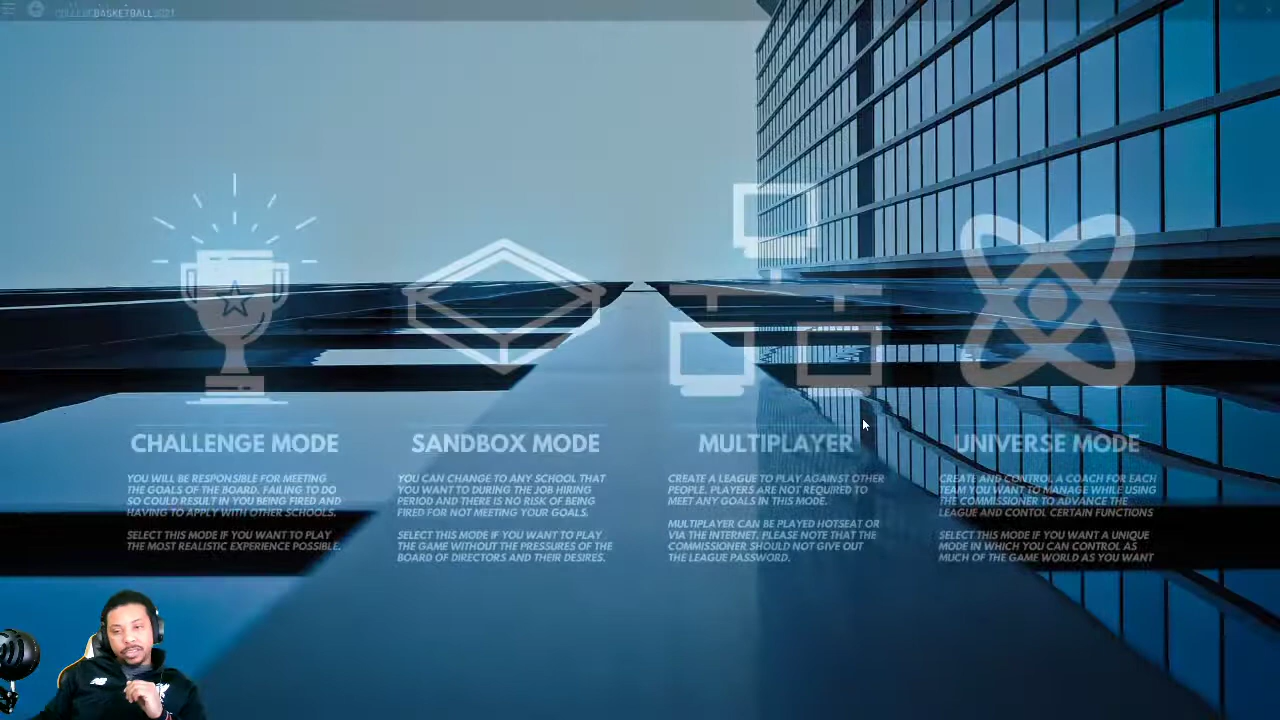 COLLEGEBASKETBALL2021
CHALLENGE MODE
YOU WILL BE RESPONSIBLE FOR MEETING
THE GOALS OF THE BOARD. FAILING TO DO
SO COULD RESULT IN YOU BEING FIRED AND
HAVING TO APPLY WITH OTHER SCHOOLS.
SELECT THIS MODE IF YOU WANT TO PLAY
THE MOST REALISTIC EXPERIENCE POSSIBLE.
SANDBOX MODE
YOU CAN CHANGE TO ANY SCHOOL THAT
YOU WANT TO DURING THE JOB HIRING
PERIOD AND THERE IS NO RISK OF BEING
FIRED FOR NOT MEETING YOUR GOALS.
SELECT THIS MODE IF YOU WANT TO PLAY
THE GAME WITHOUT THE PRESSURES OF THE
BOARD OF DIRECTORS AND THEIR DESIRES.
MULTIPLAYER
CREATE A LEAGUE TO PLAY AGAINST OTHER
PEOPLE. PLAYERS ARE NOT REQUIRED TO
MEET ANY GOALS IN THIS MODE.
MULTIPLAYER CAN BE PLAYED HOTSEAT OR
VIA THE INTERNET. PLEASE NOTE THAT THE
COMMISSIONER SHOULD NOT GIVE OUT
THE LEAGUE PASSWORD.
UNIVERSE MODE
CREATE AND CONTROL A COACH FOR EACH
TEAM YOU WANT TO MANAGE WHILE USING
THE COMMISSIONER TO ADVANCE THE
LEAGUE AND CONTOL CERTAIN FUNCTIONS
SELECT THIS MODE IF YOU WANT A UNIQUE
MODE IN WHICH YOU CAN CONTROL AS
MUCH OF THE GAME WORLD AS YOU WANT